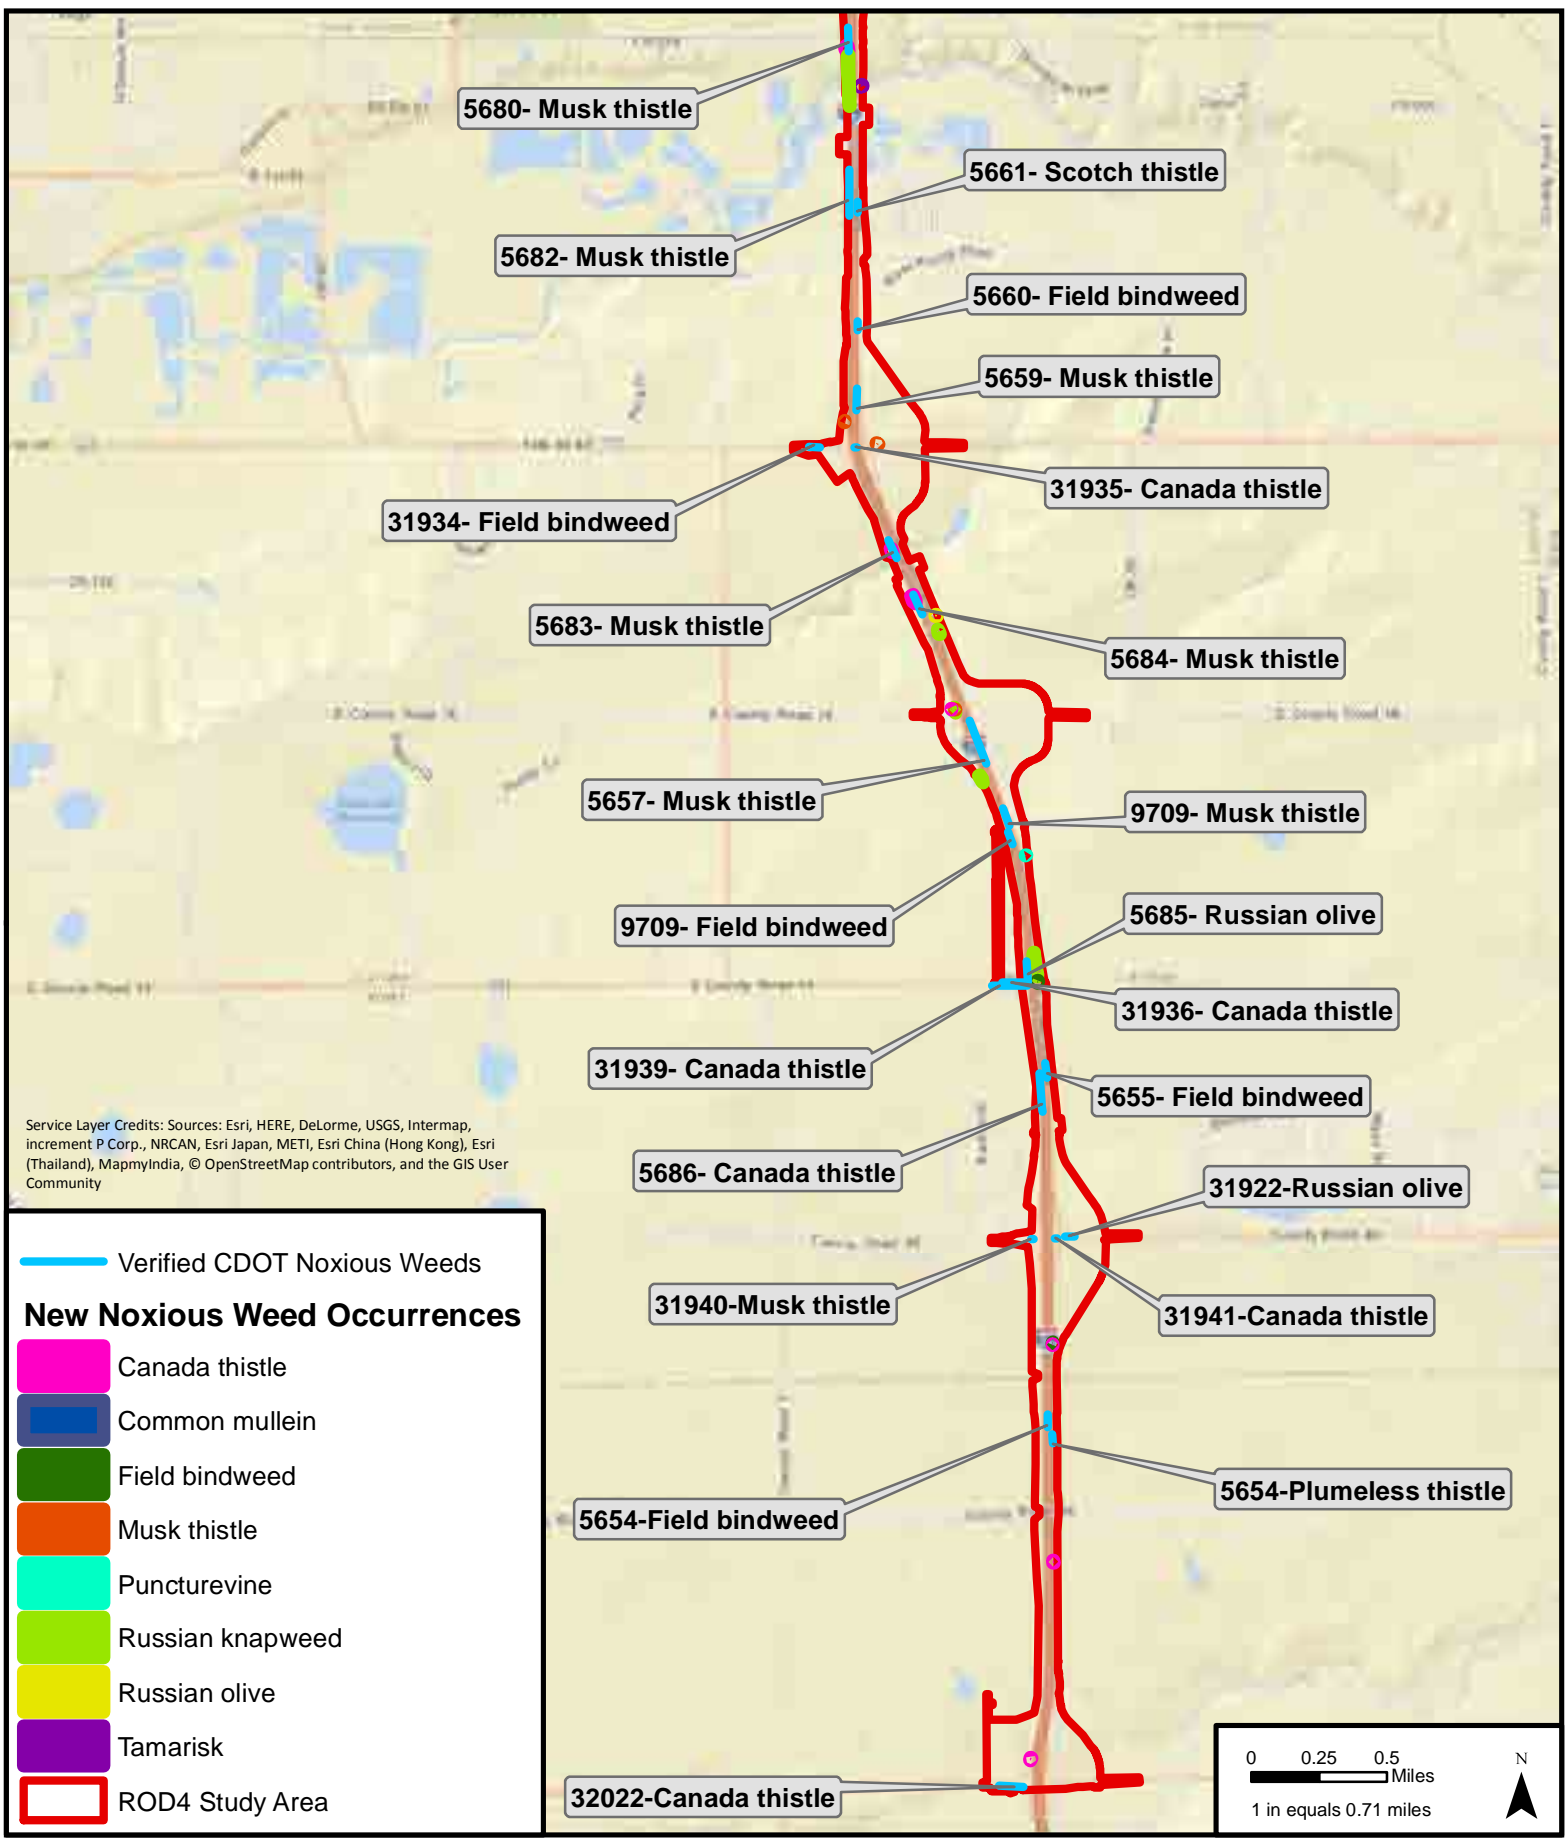 5680- Musk thistle
5661- Scotch thistle
5682- Musk thistle
5660- Field bindweed
5659- Musk thistle
31935- Canada thistle
31934- Field bindweed
5683- Musk thistle
5684- Musk thistle
5657- Musk thistle
9709- Musk thistle
9709- Field bindweed
5685- Russian olive
31936- Canada thistle
31939- Canada thistle
5655- Field bindweed
5686- Canada thistle
31922-Russian olive
31940-Musk thistle
31941-Canada thistle
5654-Plumeless thistle
5654-Field bindweed
32022-Canada thistle
Service Layer Credits: Sources: Esri, HERE, DeLorme, USGS, Intermap,
increment P Corp., NRCAN, Esri Japan, METI, Esri China (Hong Kong), Esri
(Thailand), MapmyIndia, © OpenStreetMap contributors, and the GIS User
Community
Verified CDOT Noxious Weeds
New Noxious Weed Occurrences
Canada thistle
Common mullein
Field bindweed
Musk thistle
Puncturevine
Russian knapweed
Russian olive
Tamarisk
ROD4 Study Area
0 0.25 0.5
Miles
1 in equals 0.71 miles
N